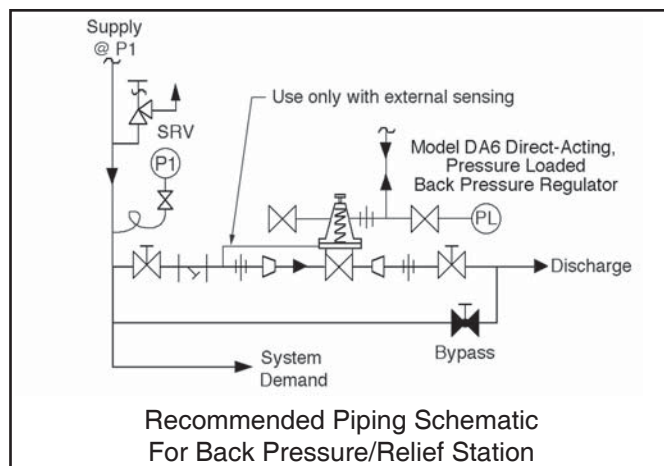 Supply
@ P1
SRV
P1
Use only with external sensing
Model DA6 Direct-Acting,
Pressure Loaded
Back Pressure Regulator
PL
Discharge
Bypass
System
Demand
Recommended Piping Schematic
For Back Pressure/Relief Station